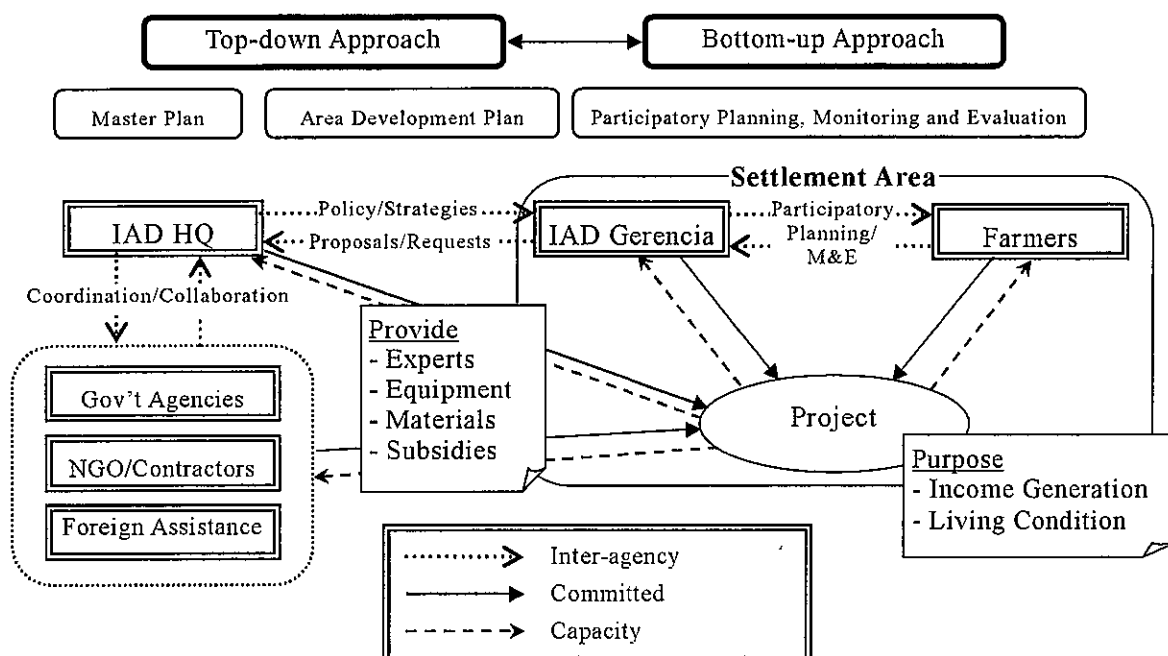 Top-down Approach
Bottom-up Approach
Master Plan
Area Development Plan
Participatory Planning, Monitoring and Evaluation
Settlement Area
IAD HQ
Policy/Strategies
Proposals/Requests
IAD Gerencia
Participatory
Planning/
M&E
Farmers
Coordination/Collaboration
Gov't Agencies
NGO/Contractors
Foreign Assistance
Provide
- Experts
- Equipment
- Materials
- Subsidies
Project
Purpose
- Income Generation
- Living Condition
Inter-agency
Committed
Capacity